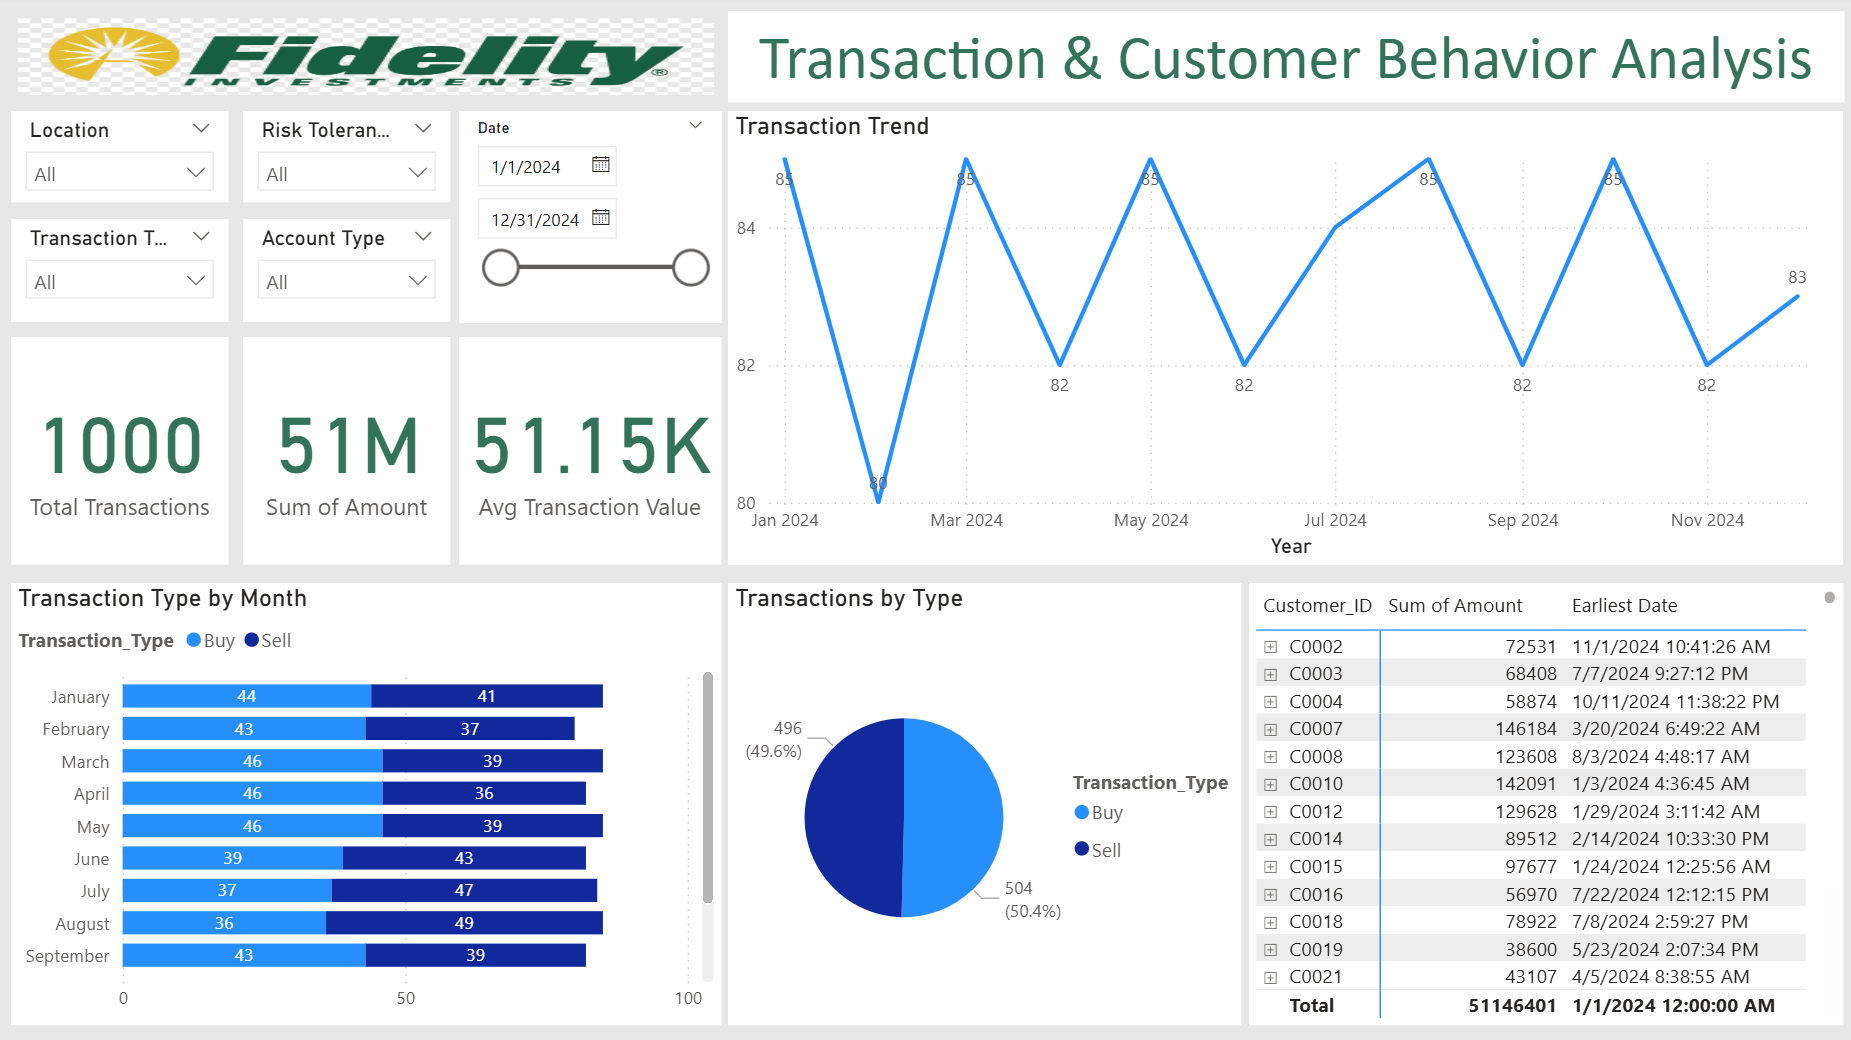 Fidelity
INVESTMENTS®
Transaction & Customer Behavior Analysis
Location
All
Risk Toleran...
All
Date
1/1/2024
12/31/2024
Transaction T...
All
Account Type
All
1000
Total Transactions
51M
Sum of Amount
51.15K
Avg Transaction Value
Transaction Trend
85 85 85 85 85
84
83
82
82 82 82 82
80
80
Jan 2024 Mar 2024 May 2024 Jul 2024 Sep 2024 Nov 2024
Year
Transaction Type by Month
Transaction_Type Buy Sell
January 44 41
February 43 37
March 46 39
April 46 36
May 46 39
June 39 43
July 37 47
August 36 49
September 43 39
0 50 100
Transactions by Type
496
(49.6%)
504
(50.4%)
Transaction_Type
Buy
Sell
Customer_ID Sum of Amount Earliest Date
C0002 72531 11/1/2024 10:41:26 AM
C0003 68408 7/7/2024 9:27:12 PM
C0004 58874 10/11/2024 11:38:22 PM
C0007 146184 3/20/2024 6:49:22 AM
C0008 123608 8/3/2024 4:48:17 AM
C0010 142091 1/3/2024 4:36:45 AM
C0012 129628 1/29/2024 3:11:42 AM
C0014 89512 2/14/2024 10:33:30 PM
C0015 97677 1/24/2024 12:25:56 AM
C0016 56970 7/22/2024 12:12:15 PM
C0018 78922 7/8/2024 2:59:27 PM
C0019 38600 5/23/2024 2:07:34 PM
C0021 43107 4/5/2024 8:38:55 AM
Total 51146401 1/1/2024 12:00:00 AM